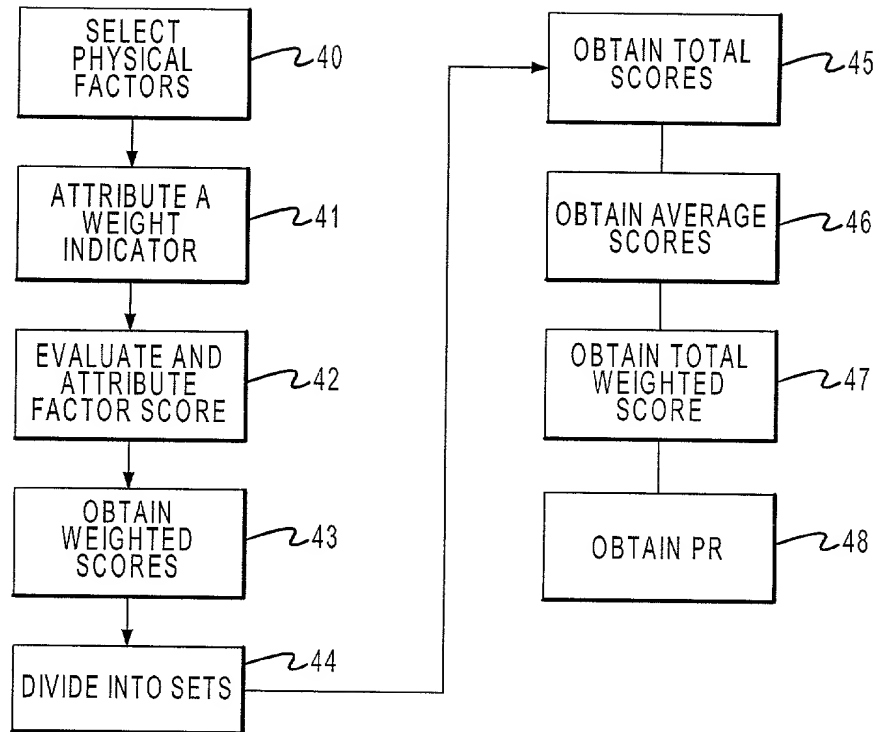 SELECT
PHYSICAL
FACTORS
40
ATTRIBUTE A
WEIGHT
INDICATOR
41
EVALUATE AND
ATTRIBUTE
FACTOR SCORE
42
OBTAIN
WEIGHTED
SCORES
43
DIVIDE INTO SETS
44
OBTAIN TOTAL
SCORES
45
OBTAIN AVERAGE
SCORES
46
OBTAIN TOTAL
WEIGHTED
SCORE
47
OBTAIN PR
48